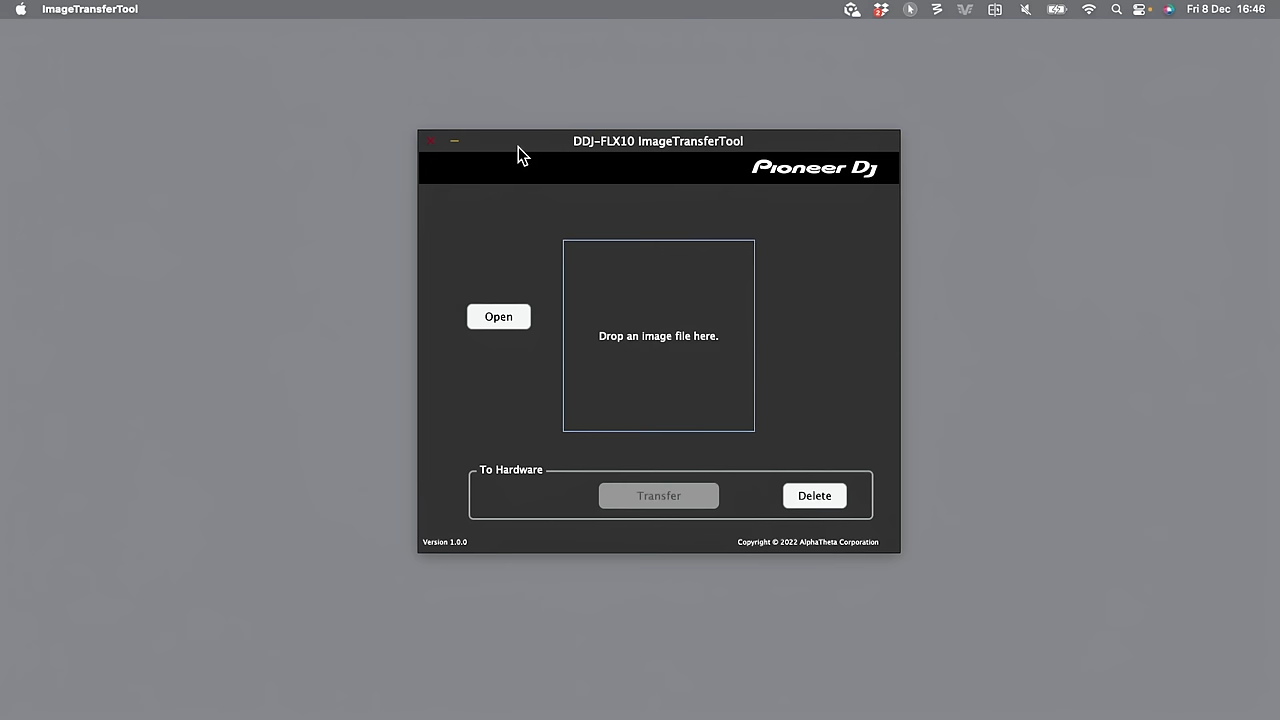 ImageTransferTool
2
Fri 8 Dec 16:46
DDJ-FLX10 ImageTransferTool
Pioneer Dj
Open
Drop an image file here.
To Hardware
Transfer
Delete
Version 1.0.0
Copyright © 2022 AlphaTheta Corporation